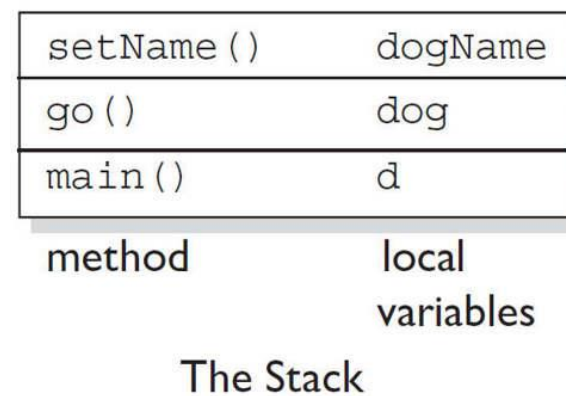 setName() dogName
go() dog
main() d
method local
variables
The Stack